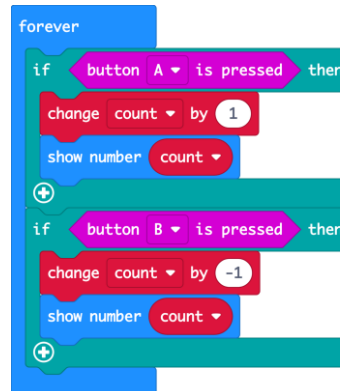 forever
if button A is pressed then
change count by 1
show number count
if button B is pressed then
change count by -1
show number count